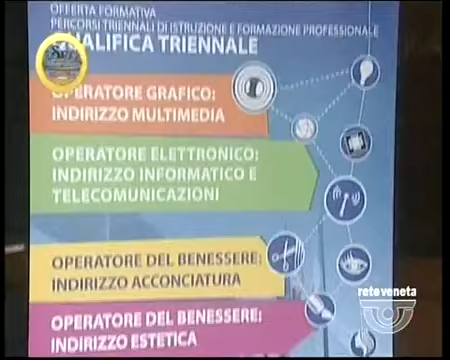 OFFERTA FORMATIVA
PERCORSI TRIENNALI DI ISTRUZIONE E FORMAZIONE PROFESSIONALE
QUALIFICA TRIENNALE
OPERATORE GRAFICO:
INDIRIZZO MULTIMEDIA
OPERATORE ELETTRONICO:
INDIRIZZO INFORMATICO E
TELECOMUNICAZIONI
OPERATORE DEL BENESSERE:
INDIRIZZO ACCONCIATURA
OPERATORE DEL BENESSERE:
INDIRIZZO ESTETICA
reteveneta